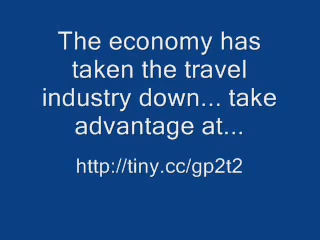 The economy has
taken the travel
industry down... take
advantage at...
http://tiny.cc/gp2t2